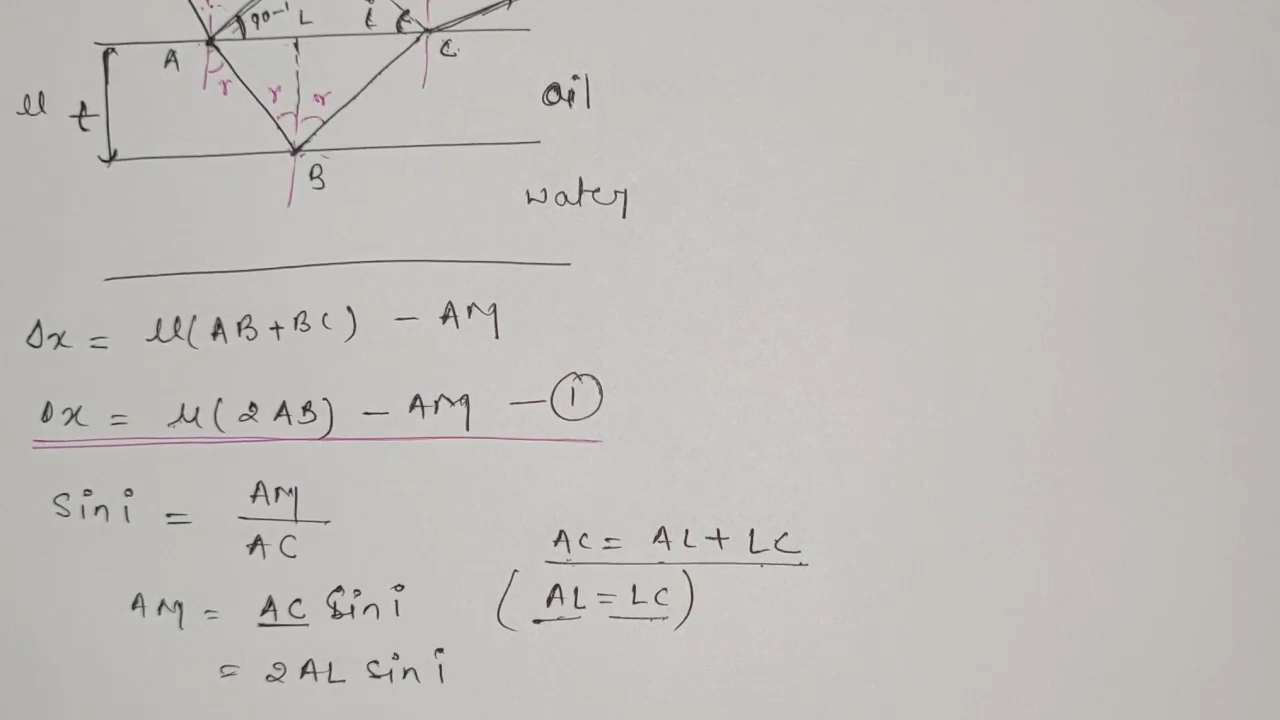 90-i L i
A C
r
μ t r r oil
B
water
Δx = μ(AB+BC) - AM
Δx = μ(2AB) - AM - ①
Sin i = AM / AC
AC = AL + LC
AM = AC Sin i (AL = LC)
= 2AL sin i